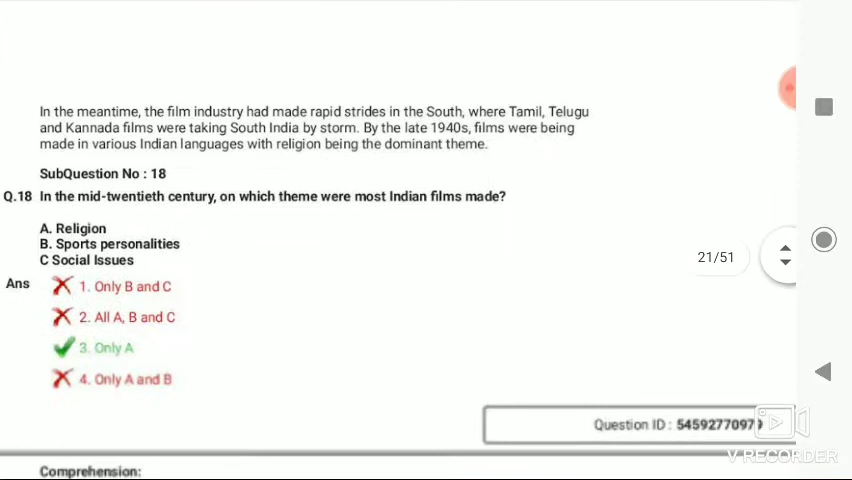 In the meantime, the film industry had made rapid strides in the South, where Tamil, Telugu
and Kannada films were taking South India by storm. By the late 1940s, films were being
made in various Indian languages with religion being the dominant theme.
SubQuestion No : 18
Q.18 In the mid-twentieth century, on which theme were most Indian films made?
A. Religion
B. Sports personalities
C Social Issues
21/51
Ans 1. Only B and C
2. All A, B and C
3. Only A
4. Only A and B
Question ID : 54592770979
V RECORDER
Comprehension: